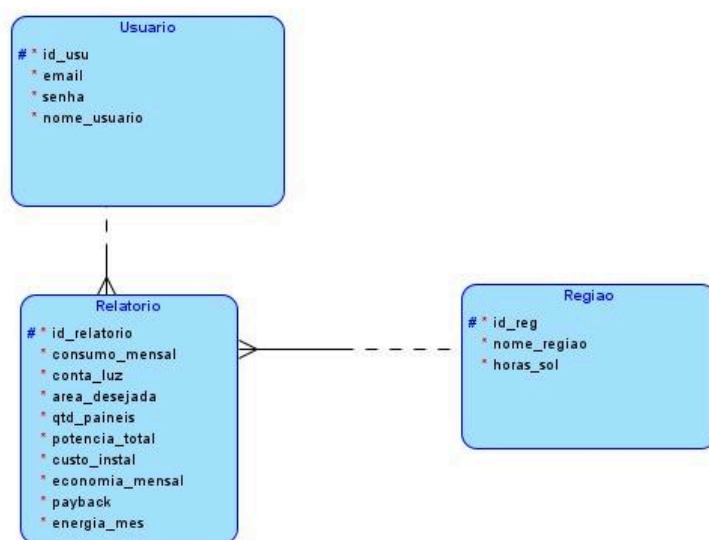 Usuario
# * id_usu
* email
* senha
* nome_usuario
Relatorio
# * id_relatorio
* consumo_mensal
* conta_luz
* area_desejada
* qtd_paineis
* potencia_total
* custo_instal
* economia_mensal
* payback
* energia_mes
Regiao
# * id_reg
* nome_regiao
* horas_sol